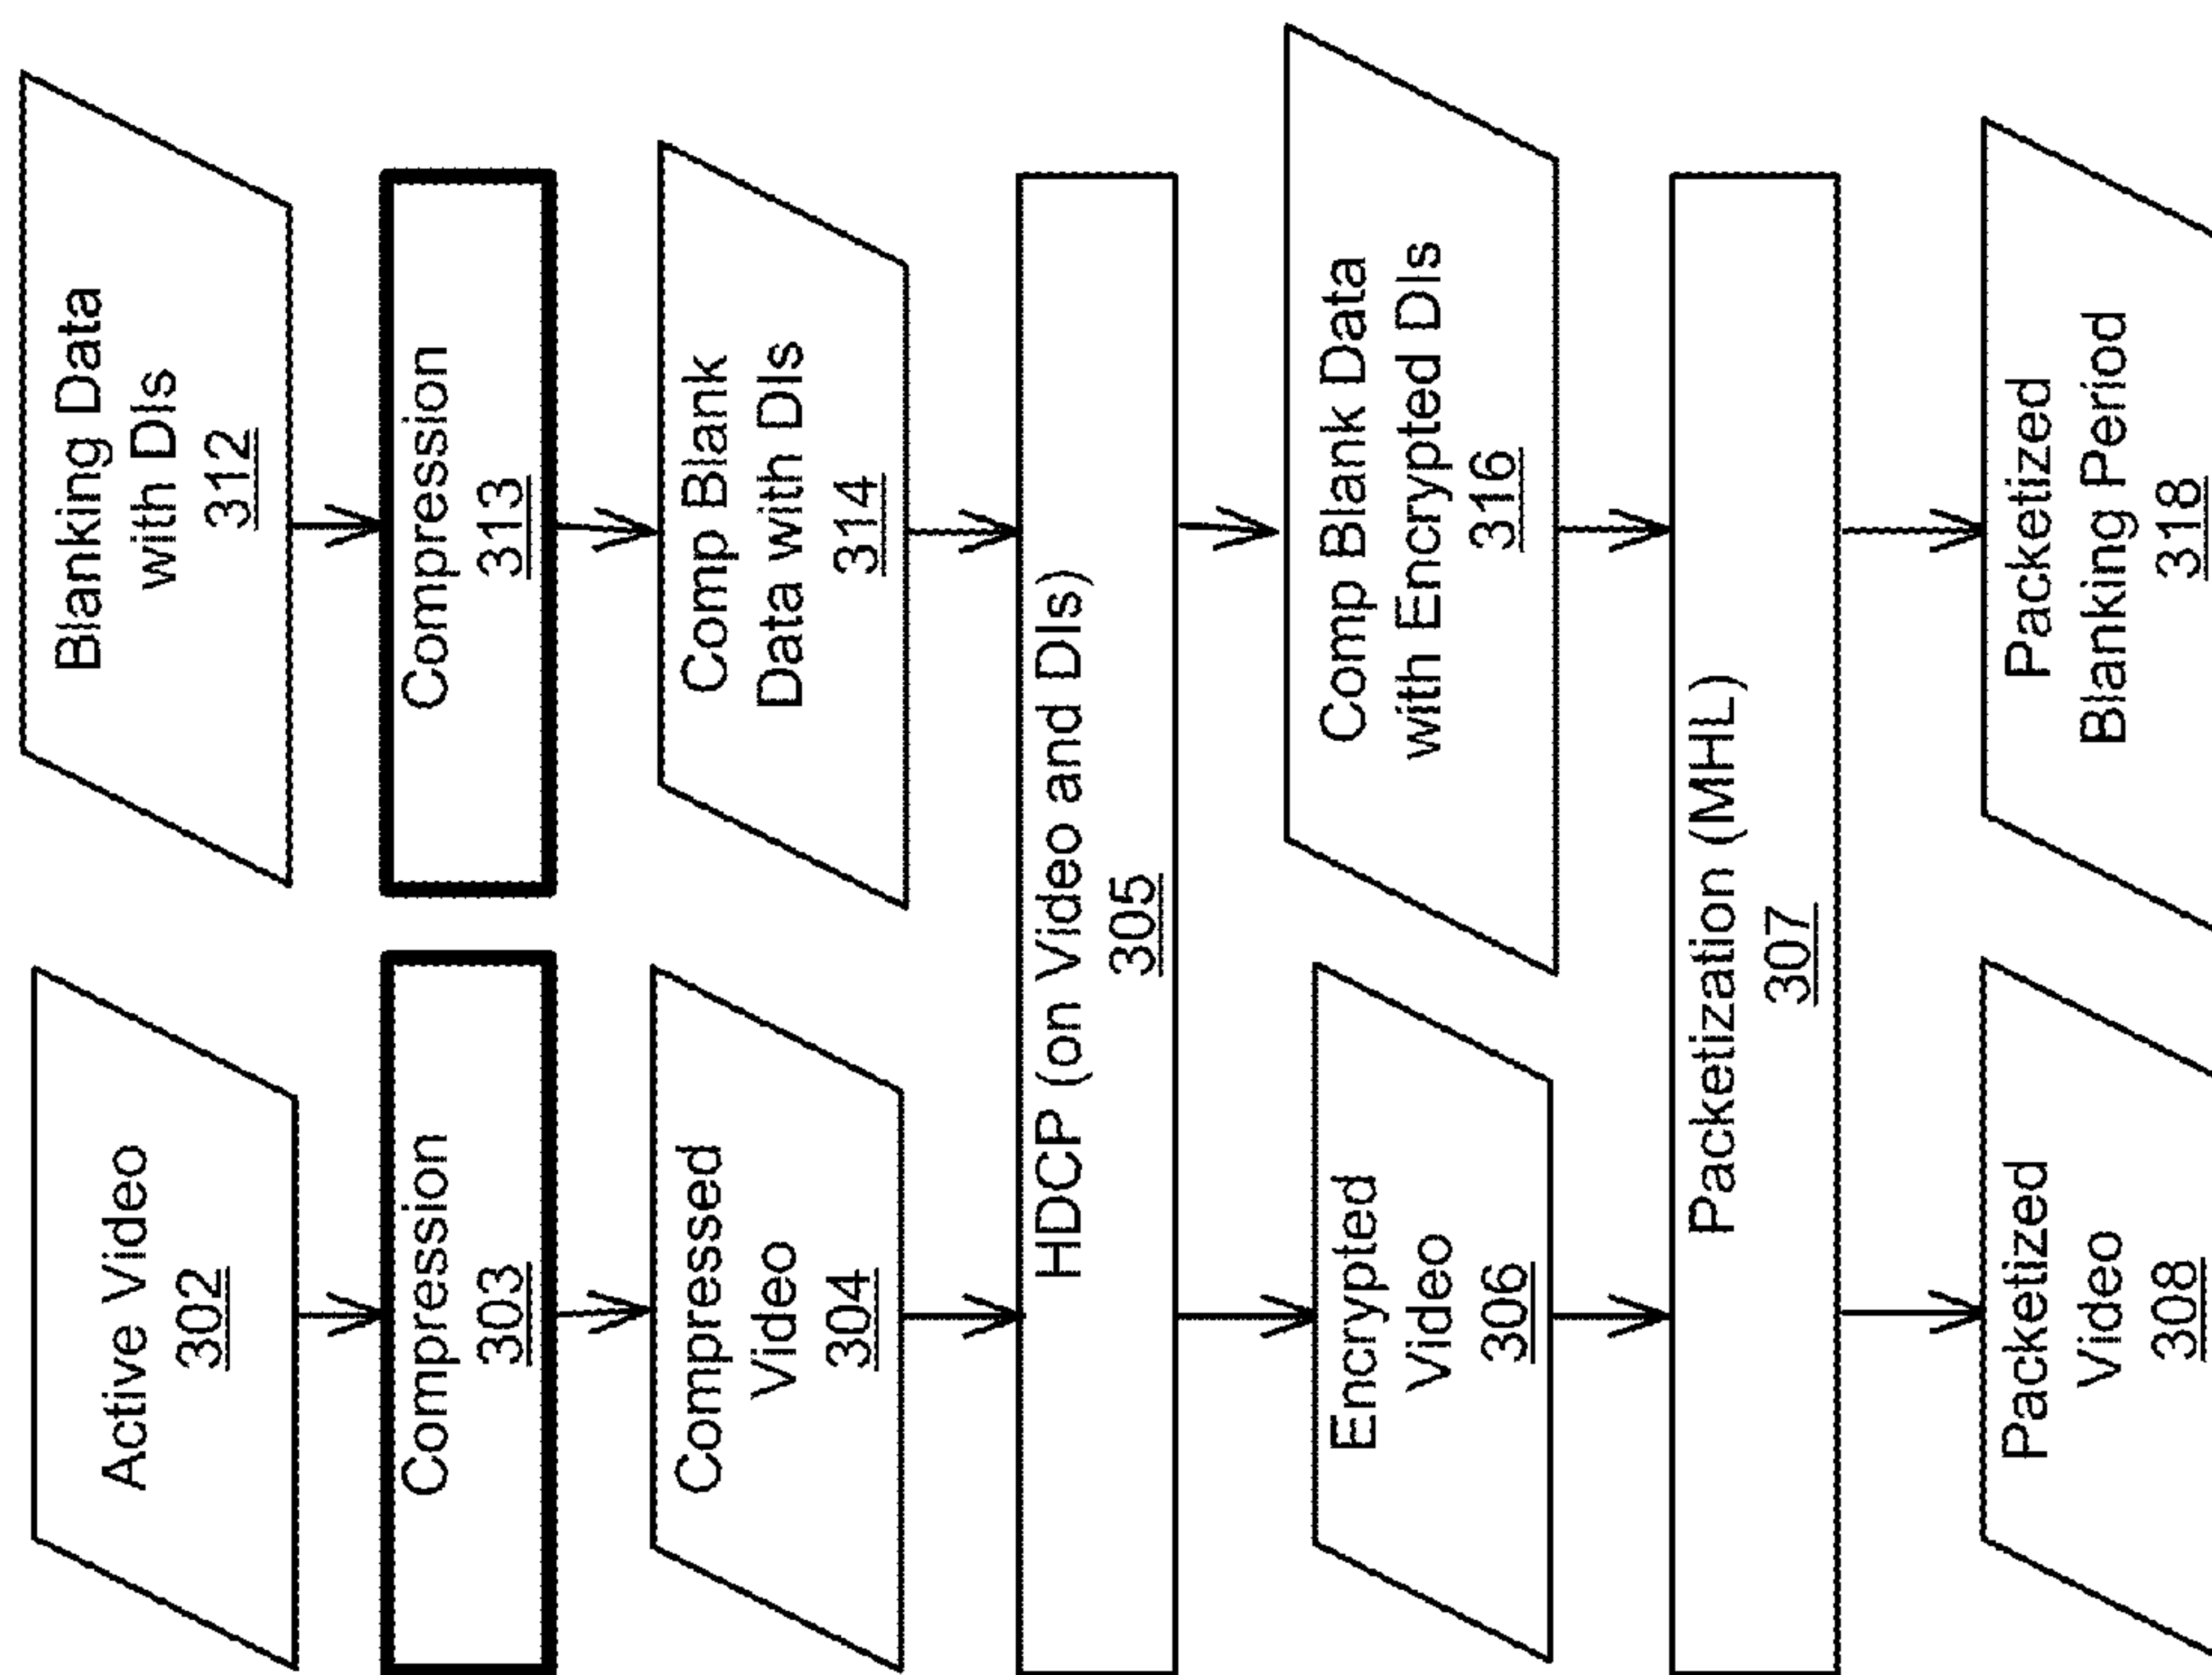 Active Video
302
Compression
303
Compressed
Video
304
Blanking Data
with DIs
312
Compression
313
Comp Blank
Data with DIs
314
HDCP (on Video and DIs)
305
Encrypted
Video
306
Comp Blank Data
with Encrypted DIs
316
Packetization (MHL)
307
Packetized
Video
308
Packetized
Blanking Period
318